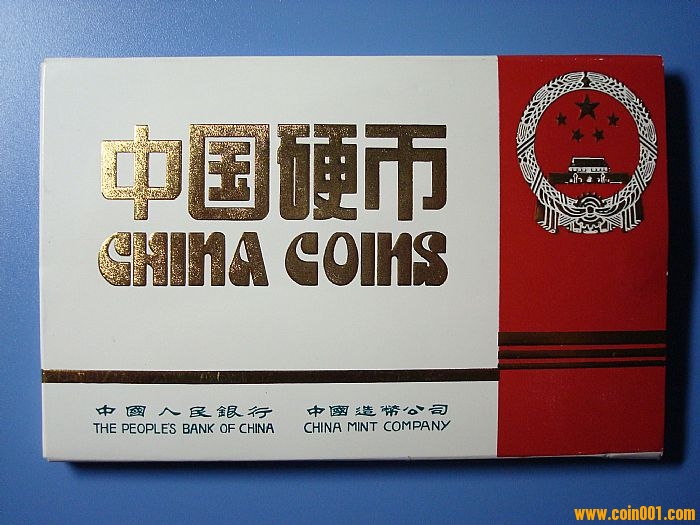 中国硬币
CHINA COINS
中國人民銀行 中國造幣公司
THE PEOPLE'S BANK OF CHINA CHINA MINT COMPANY
www.coin001.com